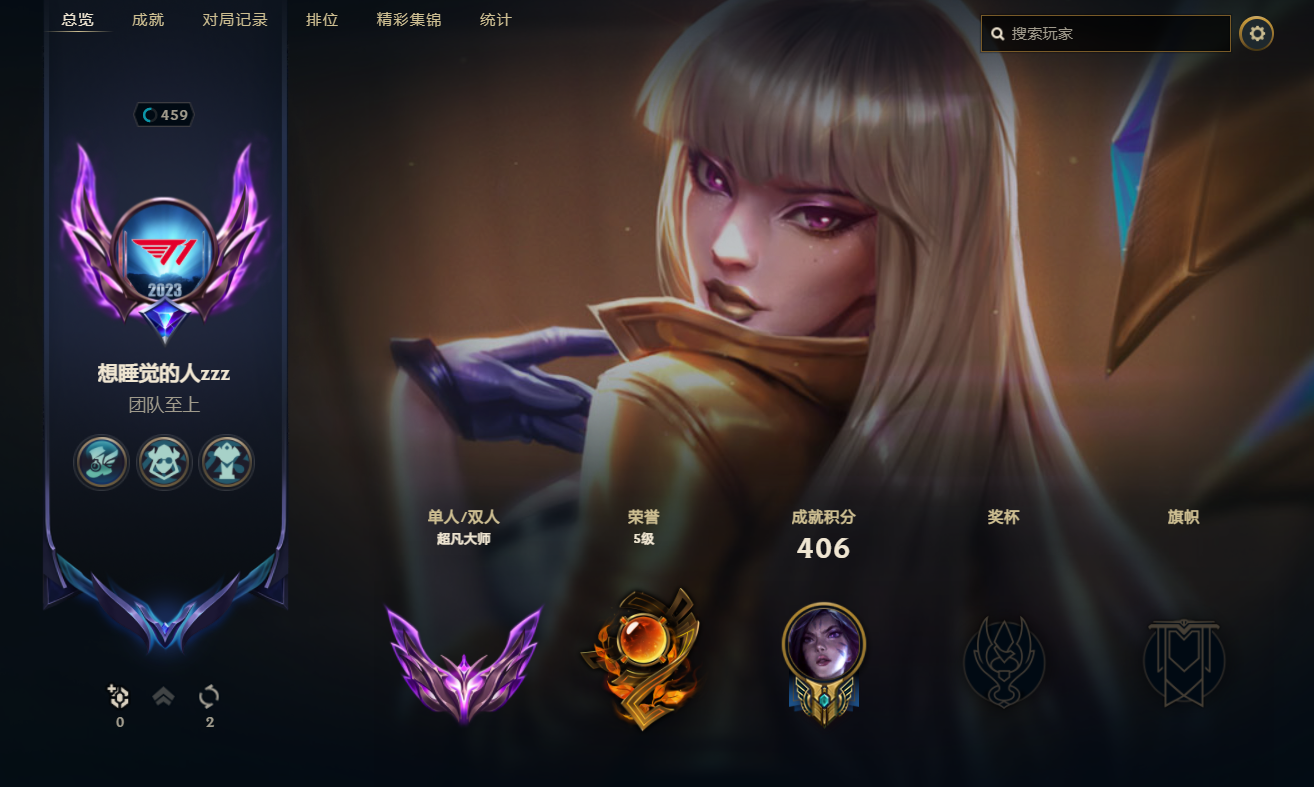 总览 成就 对局记录 排位 精彩集锦 统计
搜索玩家
459
T1
2023
想睡觉的人zzz
团队至上
单人/双人 荣誉 成就积分 奖杯 旗帜
超凡大师 5级 406
0 2